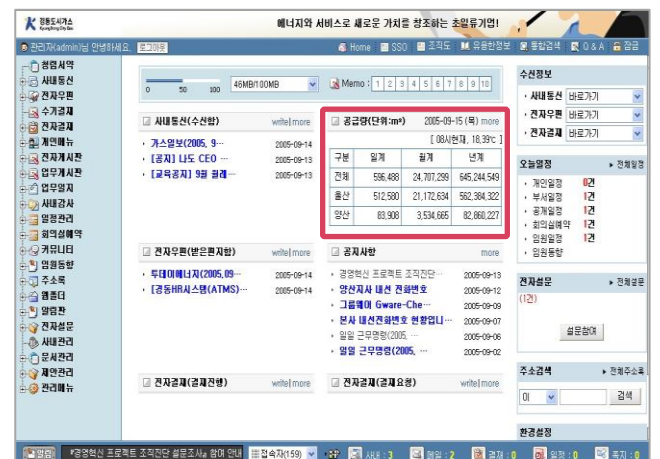 경동도시가스
KyungDong City Gas
에너지와 서비스로 새로운 가치를 창조하는 초일류기업!
관리자(admin)님 안녕하세요. 로그아웃
Home SSO 조직도 유용한정보 통합검색 Q & A 잠금
청렴서약
사내통신
전자우편
수기결재
전자결재
개인메뉴
전자게시판
업무게시판
업무일지
사내감사
일정관리
회의실예약
커뮤니티
임원동향
주소록
웹폴더
알림판
전자설문
사내관리
문서관리
제안관리
관리메뉴
0 50 100
46MB/100MB
Memo : 1 2 3 4 5 6 7 8 9 10
사내통신(수신함) write| more
가스일보(2005, 9… 2005-09-14
[공지] 나도 CEO … 2005-09-13
[교육공지] 9월 월례… 2005-09-13
공급량(단위:m³) 2005-09-15 (목) more
[ 08시현재, 18,39℃ ]
구분 일계 월계 년계
전체 596,488 24,707,299 645,244,549
울산 512,580 21,172,634 562,384,322
양산 83,908 3,534,665 82,860,227
전자우편(받은편지함) write| more
투데이에너지(2005,09… 2005-09-14
[경동HR시스템(ATMS)… 2005-09-14
공지사항 more
경영혁신 프로젝트 조직진단… 2005-09-13
양산지사 내선 전화번호 2005-09-12
그룹웨어 Gware-Che… 2005-09-09
본사 내선전화번호 현황입니… 2005-09-07
일일 근무명령(2005, … 2005-09-06
일일 근무명령(2005, … 2005-09-02
전자결재(결재진행) write| more
전자결재(결재요청) write| more
수신정보
사내통신 바로가기
전자우편 바로가기
전자결재 바로가기
오늘일정 전체일정
개인일정 0건
부서일정 1건
공개일정 1건
회의실예약 1건
임원일정 1건
임원동향
전자설문 전체설문
(1건)
설문참여
주소검색 전체주소록
이 검색
환경설정
알림 『경영혁신 프로젝트 조직진단 설문조사』 참여 안내 접속자(159) 사내 : 3 메일 : 2 결재 : 0 일정 : 0 쪽지 : 0